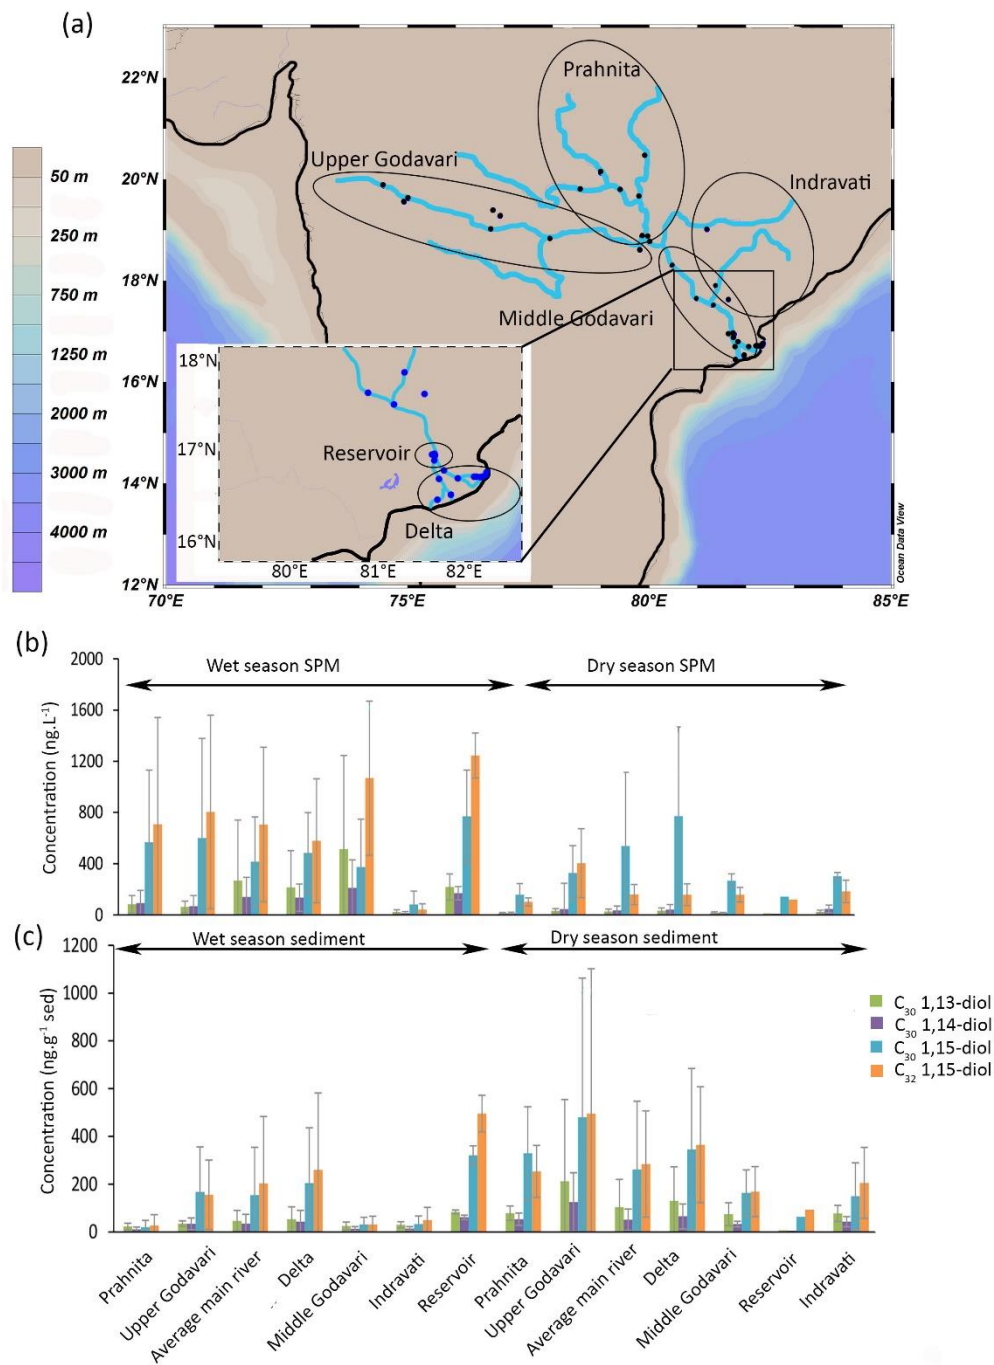 (a)
22°N
20°N
18°N
16°N
14°N
12°N
70°E
75°E
80°E
85°E
50 m
250 m
750 m
1250 m
2000 m
3000 m
4000 m
Prahnita
Upper Godavari
Indravati
Middle Godavari
18°N
17°N
16°N
80°E
81°E
82°E
Reservoir
Delta
Ocean Data View
(b)
Wet season SPM
Dry season SPM
Concentration (ng.L⁻¹)
2000
1600
1200
800
400
0
(c)
Wet season sediment
Dry season sediment
Concentration (ng.g⁻¹ sed)
1200
1000
800
600
400
200
0
C₃₀ 1,13-diol
C₃₀ 1,14-diol
C₃₀ 1,15-diol
C₃₂ 1,15-diol
Prahnita
Upper Godavari
Average main river
Delta
Middle Godavari
Indravati
Reservoir
Prahnita
Upper Godavari
Average main river
Delta
Middle Godavari
Reservoir
Indravati